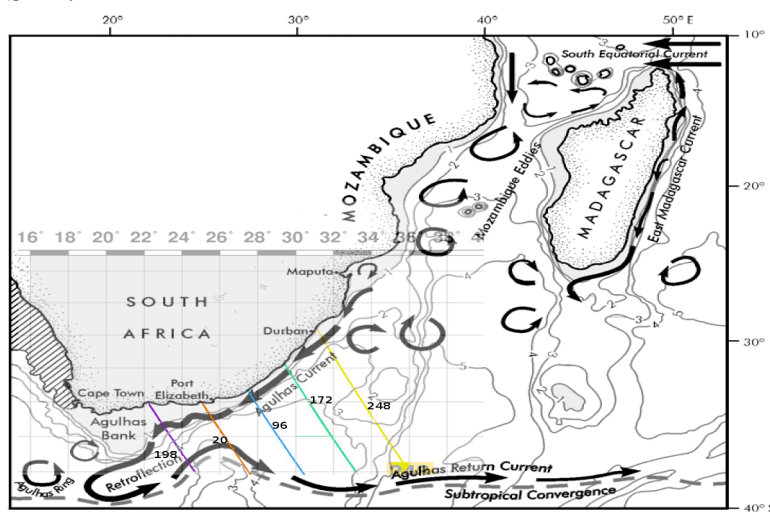 20° 30° 40° 50° E
10°
South Equatorial Current
MOZAMBIQUE
MADAGASCAR
Mozambique Eddies
East Madagascar Current
20°
16° 18° 20° 22° 24° 26° 28° 30° 32° 34° 36° 38°
Maputo
SOUTH
AFRICA
Durban
30°
Cape Town
Port
Elizabeth
Agulhas Current
172
248
Agulhas
Bank
96
20
198
Retroflection
Agulhas Return Current
Agulhas Ring
Subtropical Convergence
40° S